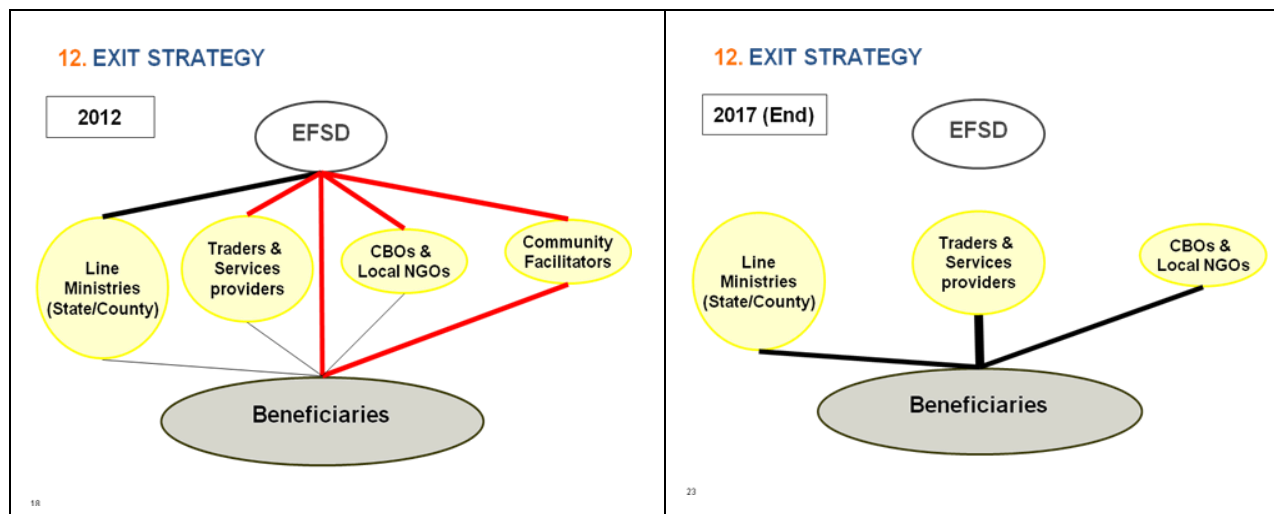 12. EXIT STRATEGY
2012
EFSD
Line
Ministries
(State/County)
Traders &
Services
providers
CBOs &
Local NGOs
Community
Facilitators
Beneficiaries
18
12. EXIT STRATEGY
2017 (End)
EFSD
Line
Ministries
(State/County)
Traders &
Services
providers
CBOs &
Local NGOs
Beneficiaries
23